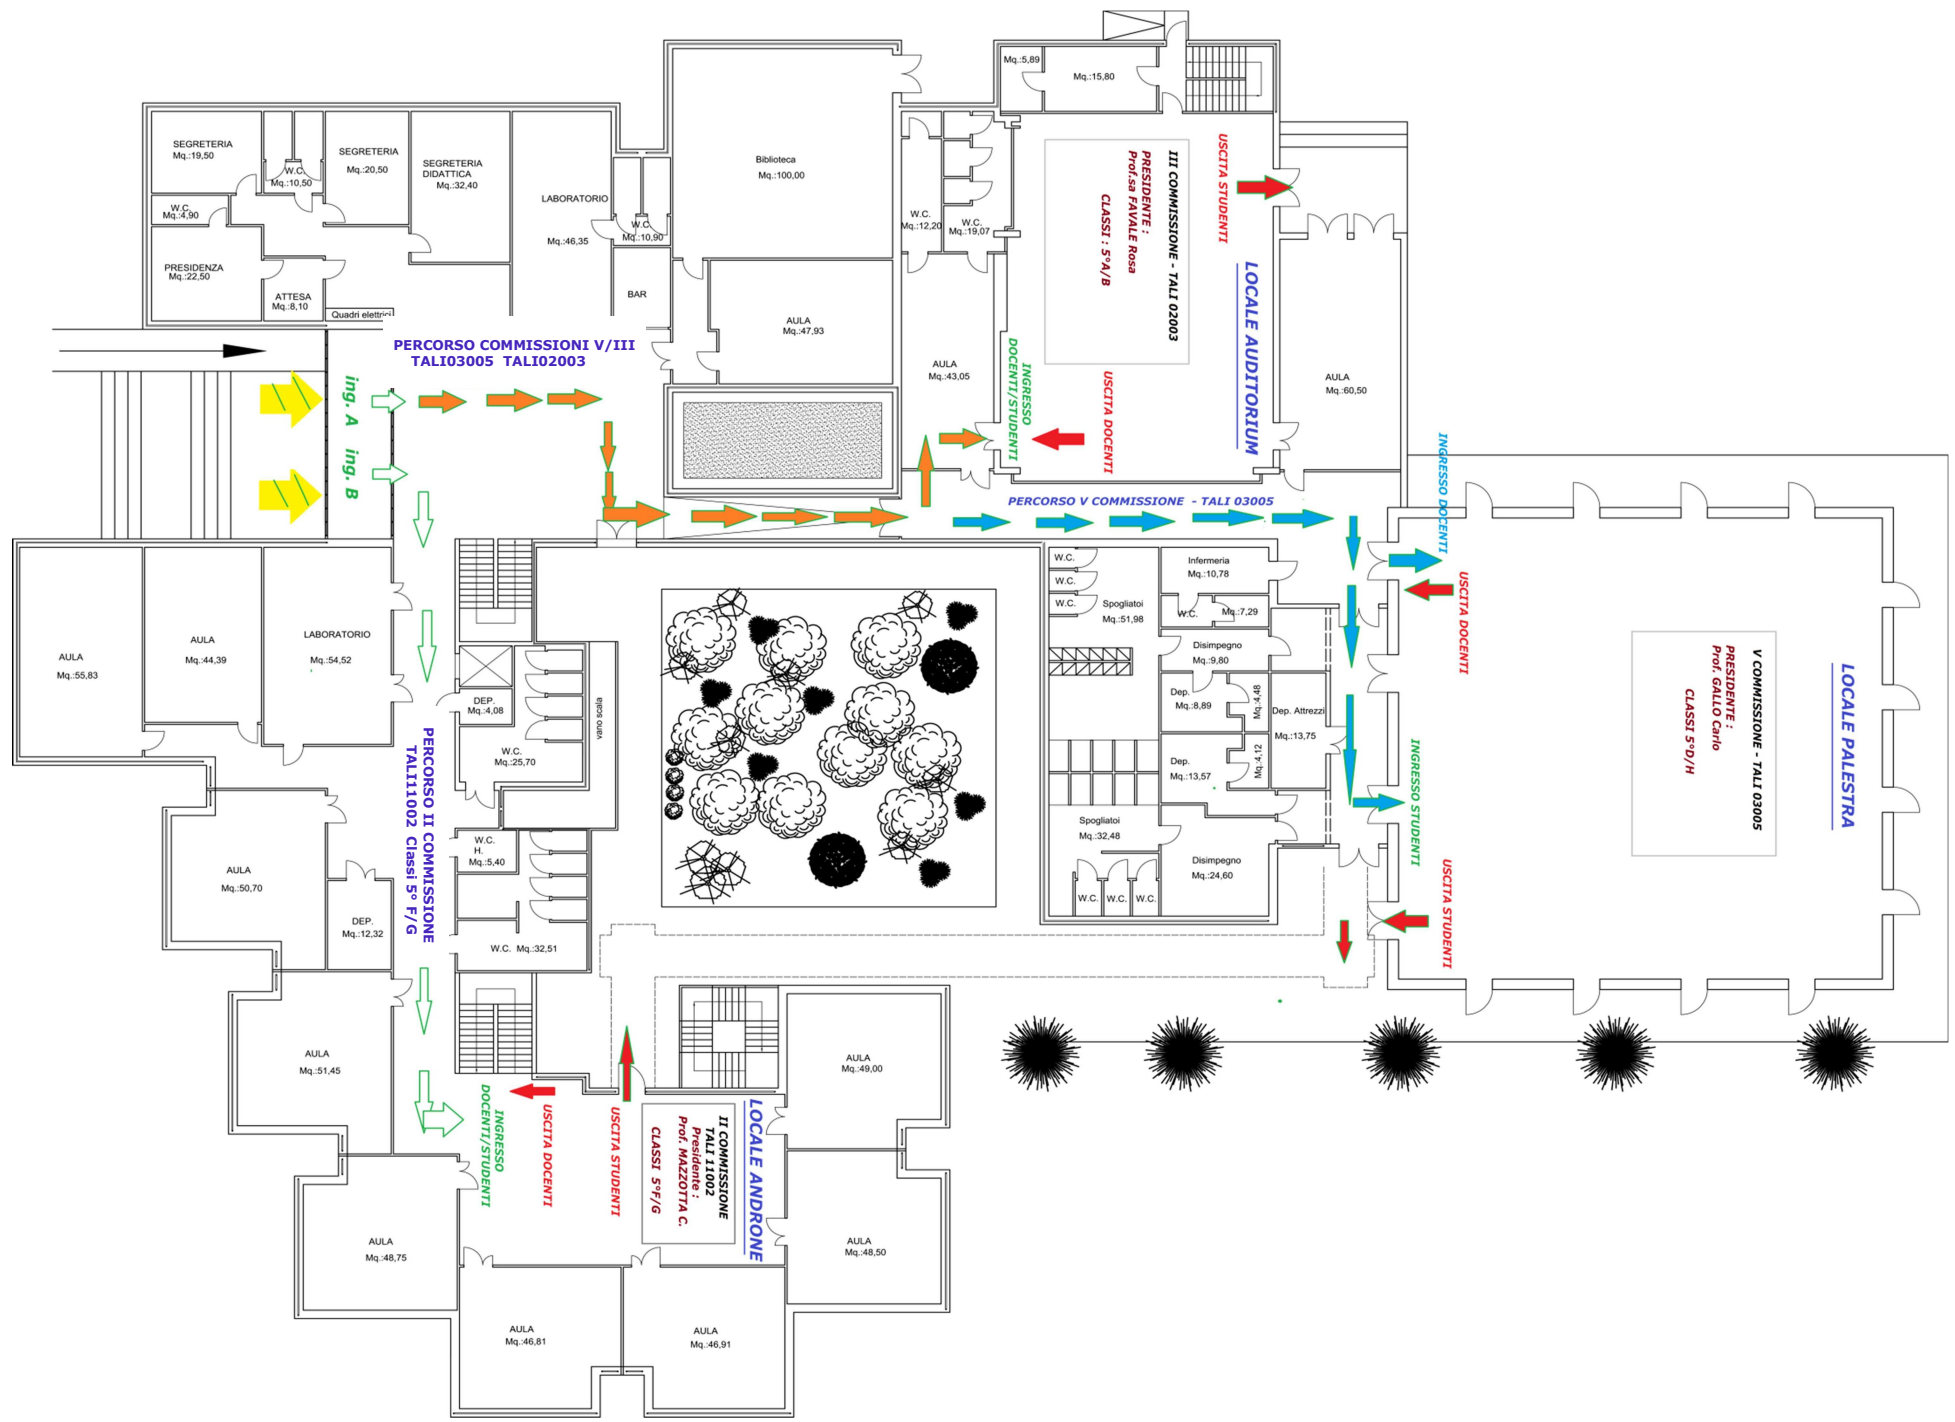 Mq.:5,89
Mq.:15,80
SEGRETERIA
Mq.:19,50
W.C.
Mq.:10,50
SEGRETERIA
Mq.:20,50
SEGRETERIA
DIDATTICA
Mq.:32,40
LABORATORIO
Mq.:46,35
W.C.
Mq.:10,90
Biblioteca
Mq.:100,00
W.C.
Mq.:12,20
W.C.
Mq.:19,07
W.C.
Mq.:4,90
PRESIDENZA
Mq.:22,50
ATTESA
Mq.:8,10
Quadri elettrici
BAR
AULA
Mq.:47,93
AULA
Mq.:43,05
III COMMISSIONE - TALI 02003
PRESIDENTE :
Prof.sa FAVALE Rosa
CLASSI : 5°A/B
USCITA STUDENTI
LOCALE AUDITORIUM
INGRESSO
DOCENTI/STUDENTI
USCITA DOCENTI
AULA
Mq.:60,50
PERCORSO COMMISSIONI V/III
TALI03005 TALI02003
ing. A
ing. B
PERCORSO V COMMISSIONE - TALI 03005
INGRESSO DOCENTI
USCITA DOCENTI
AULA
Mq.:55,83
AULA
Mq.:44,39
LABORATORIO
Mq.:54,52
DEP.
Mq.:4,08
W.C.
Mq.:25,70
vano scala
W.C.
W.C.
W.C.
Spogliatoi
Mq.:51,98
Infermeria
Mq.:10,78
W.C.
Mq.:7,29
Disimpegno
Mq.:9,80
Dep.
Mq.:8,89
Mq.:4,48
Dep. Attrezzi
Mq.:13,75
Dep.
Mq.:13,57
Mq.:4,12
Spogliatoi
Mq.:32,48
Disimpegno
Mq.:24,60
W.C.
W.C.
W.C.
V COMMISSIONE - TALI 03005
PRESIDENTE :
Prof. GALLO Carlo
CLASSI 5°D/H
LOCALE PALESTRA
INGRESSO STUDENTI
USCITA STUDENTI
PERCORSO II COMMISSIONE
TALI11002 Classi 5° F/G
AULA
Mq.:50,70
DEP.
Mq.:12,32
W.C.
H.
Mq.:5,40
W.C. Mq.:32,51
AULA
Mq.:51,45
INGRESSO
DOCENTI/STUDENTI
USCITA DOCENTI
USCITA STUDENTI
II COMMISSIONE
TALI 11002
Presidente :
Prof. MAZZOTTA C.
CLASSI 5°F/G
LOCALE ANDRONE
AULA
Mq.:49,00
AULA
Mq.:48,75
AULA
Mq.:48,50
AULA
Mq.:46,81
AULA
Mq.:46,91